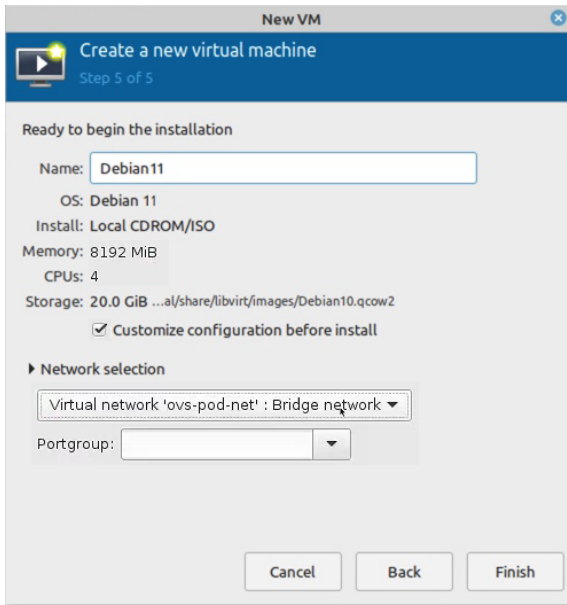 New VM
Create a new virtual machine
Step 5 of 5
Ready to begin the installation
Name: Debian11
OS: Debian 11
Install: Local CDROM/ISO
Memory: 8192 MiB
CPUs: 4
Storage: 20.0 GiB ...al/share/libvirt/images/Debian10.qcow2
Customize configuration before install
Network selection
Virtual network 'ovs-pod-net' : Bridge network
Portgroup:
Cancel Back Finish